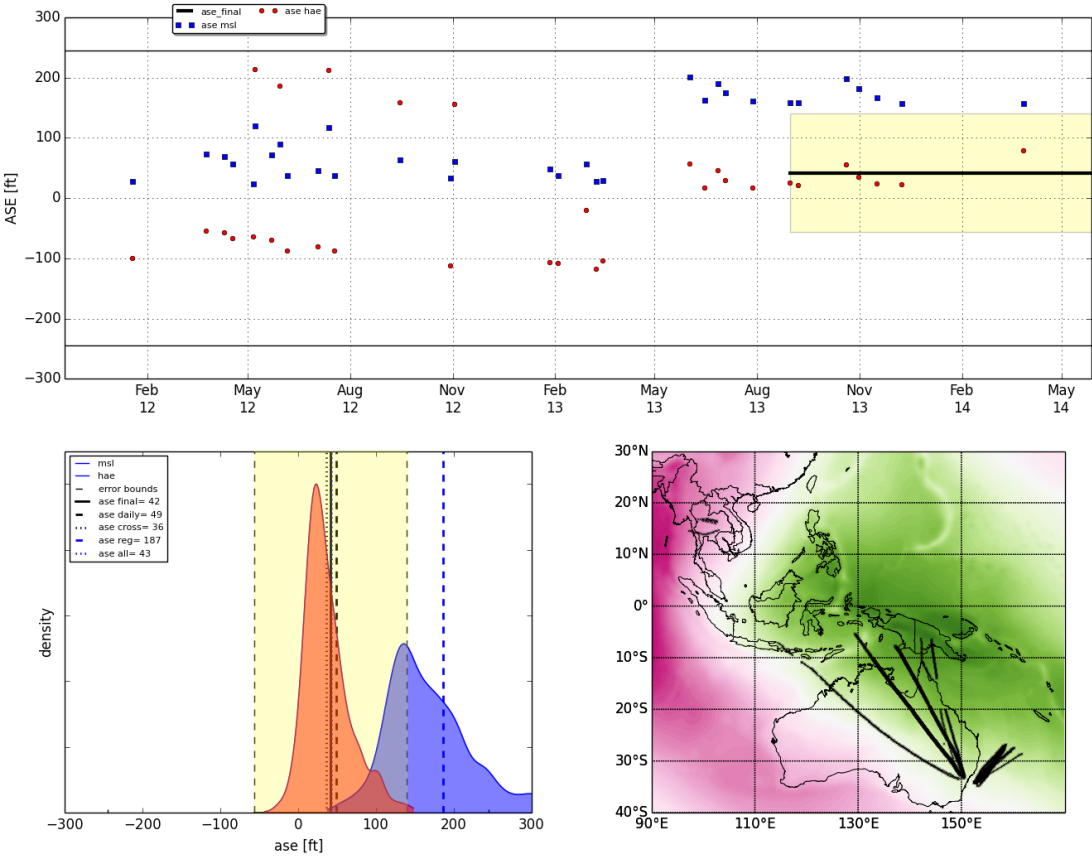 ase_final
ase msl
ase hae
300
200
100
0
−100
−200
−300
ASE [ft]
Feb 12
May 12
Aug 12
Nov 12
Feb 13
May 13
Aug 13
Nov 13
Feb 14
May 14
msl
hae
error bounds
ase final= 42
ase daily= 49
ase cross= 36
ase reg= 187
ase all= 43
density
−300
−200
−100
0
100
200
300
ase [ft]
30°N
20°N
10°N
0°
10°S
20°S
30°S
40°S
90°E
110°E
130°E
150°E